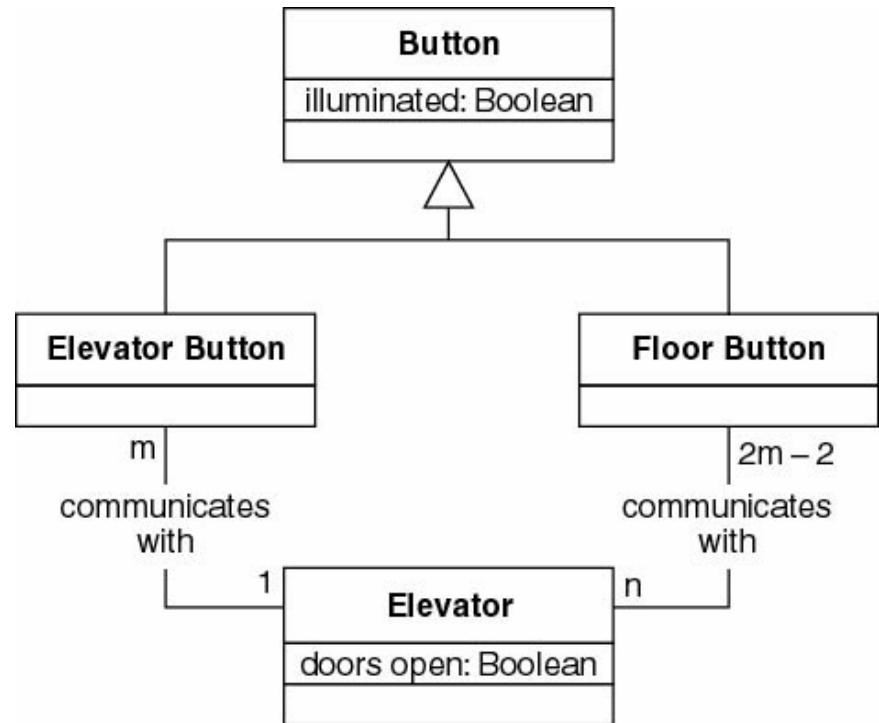 Button
illuminated: Boolean
Elevator Button
Floor Button
m
2m – 2
communicates
with
communicates
with
1
n
Elevator
doors open: Boolean